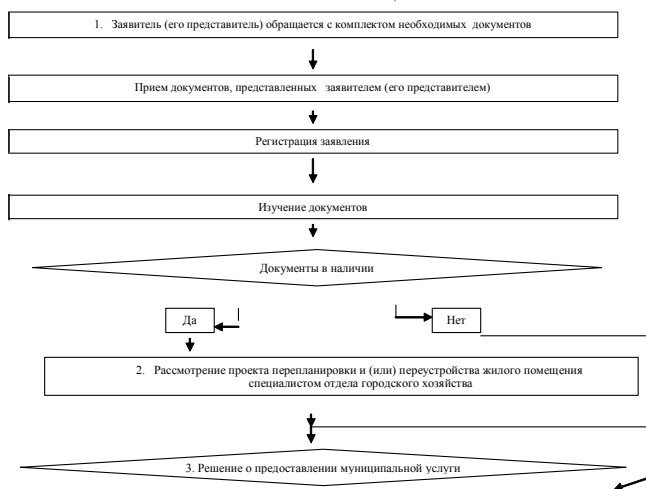 1. Заявитель (его представитель) обращается с комплектом необходимых документов
Прием документов, представленных заявителем (его представителем)
Регистрация заявления
Изучение документов
Документы в наличии
Да
Нет
2. Рассмотрение проекта перепланировки и (или) переустройства жилого помещения
специалистом отдела городского хозяйства
3. Решение о предоставлении муниципальной услуги